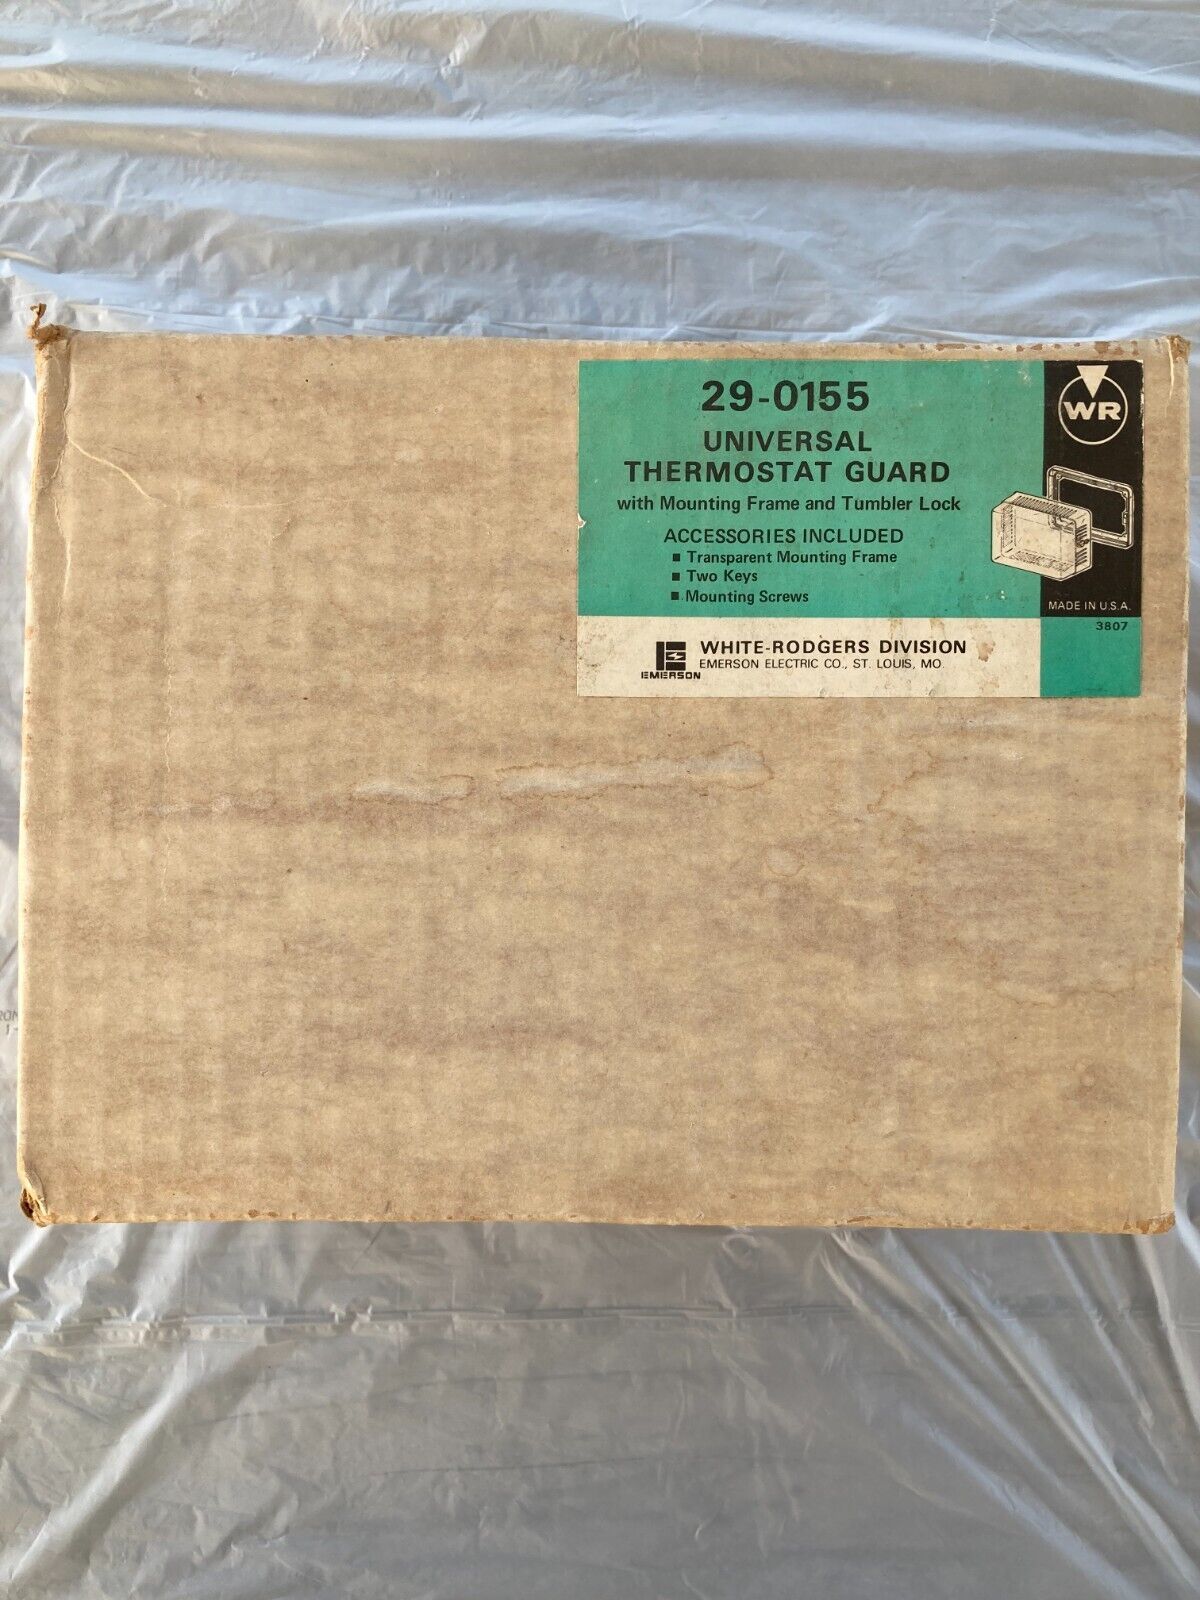 29-0155
UNIVERSAL
THERMOSTAT GUARD
with Mounting Frame and Tumbler Lock
ACCESSORIES INCLUDED
■ Transparent Mounting Frame
■ Two Keys
■ Mounting Screws
WR
MADE IN U.S.A.
3807
EMERSON
WHITE-RODGERS DIVISION
EMERSON ELECTRIC CO., ST. LOUIS, MO.